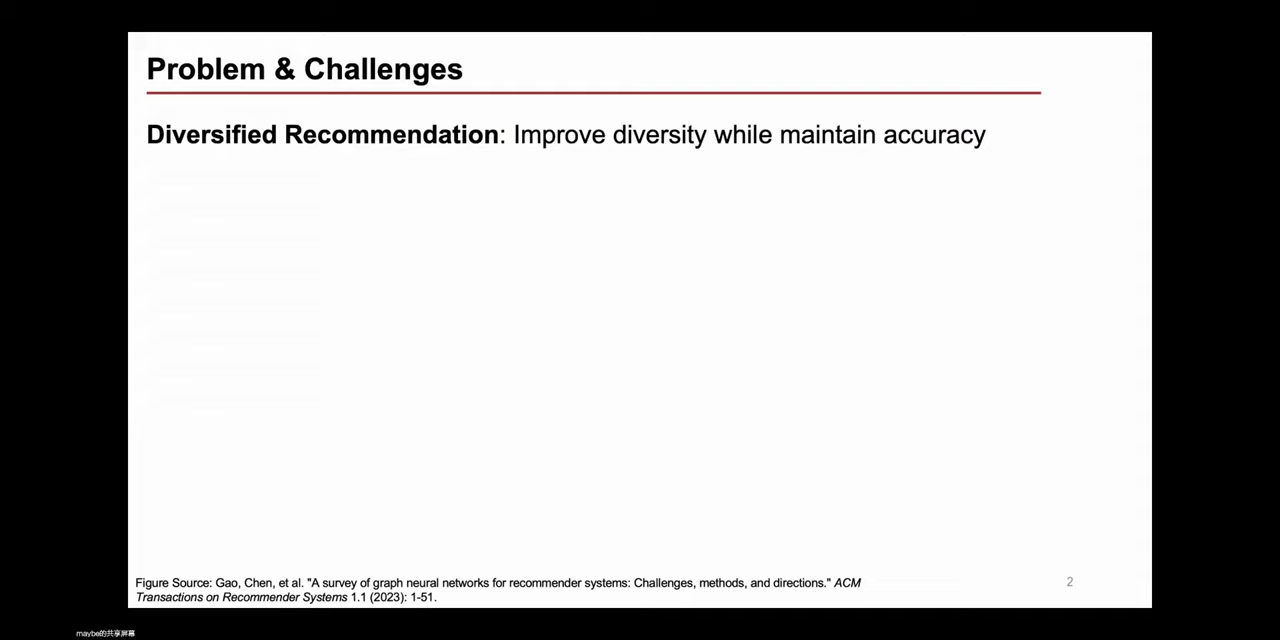 Problem & Challenges
Diversified Recommendation: Improve diversity while maintain accuracy
Figure Source: Gao, Chen, et al. "A survey of graph neural networks for recommender systems: Challenges, methods, and directions." ACM
Transactions on Recommender Systems 1.1 (2023): 1-51.
2
maybe的共享屏幕